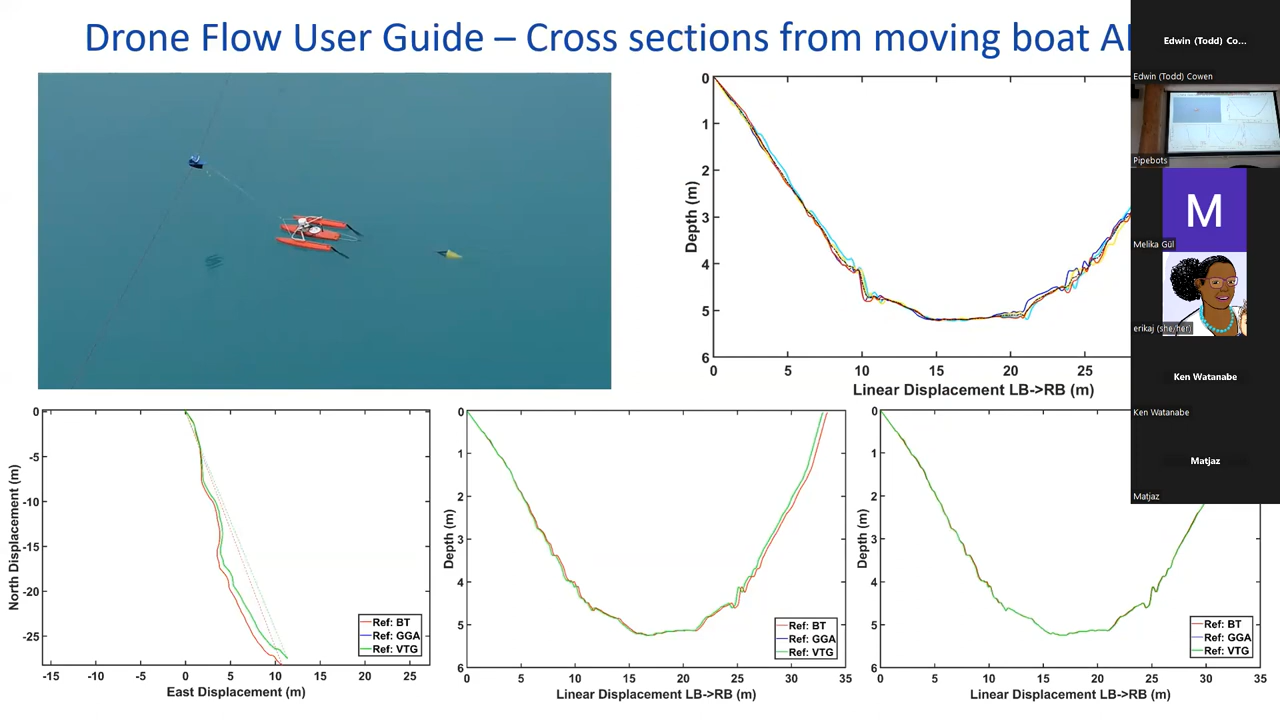 Drone Flow User Guide – Cross sections from moving boat A
0
1
2
3
4
5
6
Depth (m)
0 5 10 15 20 25
Linear Displacement LB->RB (m)
0
-5
-10
-15
-20
-25
North Displacement (m)
-15 -10 -5 0 5 10 15 20 25
East Displacement (m)
Ref: BT
Ref: GGA
Ref: VTG
0
1
2
3
4
5
6
Depth (m)
0 5 10 15 20 25 30 35
Linear Displacement LB->RB (m)
Ref: BT
Ref: GGA
Ref: VTG
0
1
2
3
4
5
6
Depth (m)
0 5 10 15 20 25 30 35
Linear Displacement LB->RB (m)
Ref: BT
Ref: GGA
Ref: VTG
Edwin (Todd) Co...
Edwin (Todd) Cowen
Pipebots
M
Melika Gül
erikaj (she/her)
Ken Watanabe
Ken Watanabe
Matjaz
Matjaz